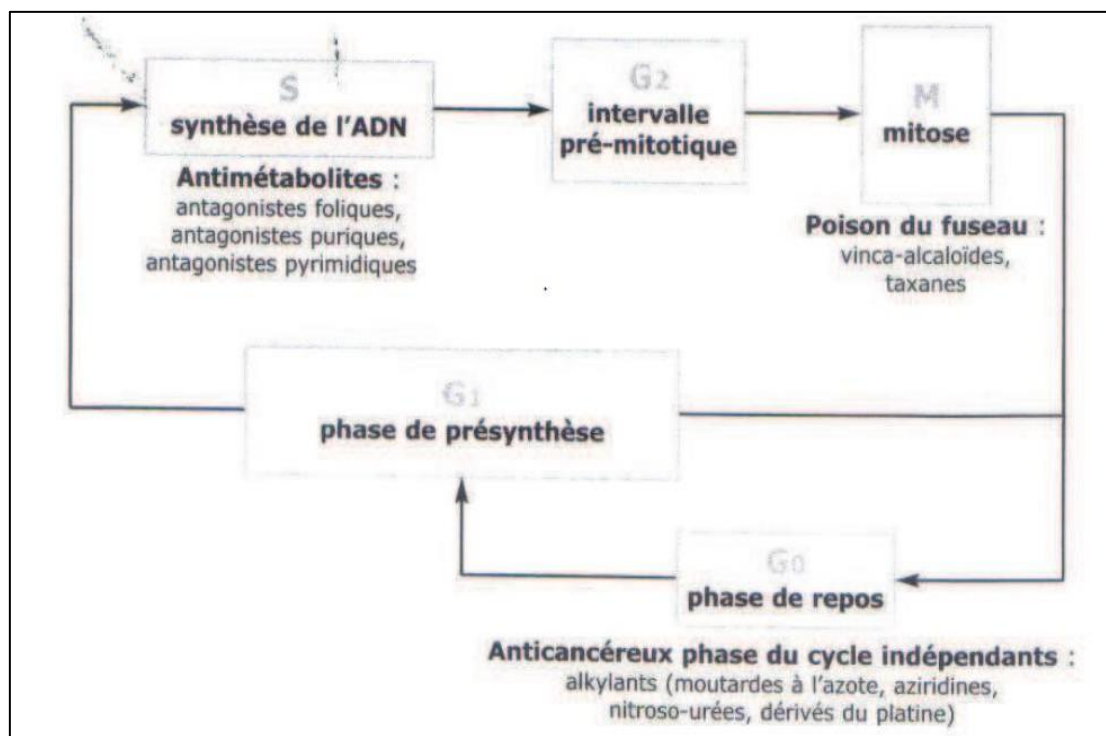 S
synthèse de l'ADN
Antimétabolites :
antagonistes foliques,
antagonistes puriques,
antagonistes pyrimidiques
G2
intervalle
pré-mitotique
M
mitose
Poison du fuseau :
vinca-alcaloïdes,
taxanes
G1
phase de présynthèse
G0
phase de repos
Anticancéreux phase du cycle indépendants :
alkylants (moutardes à l'azote, aziridines,
nitroso-urées, dérivés du platine)